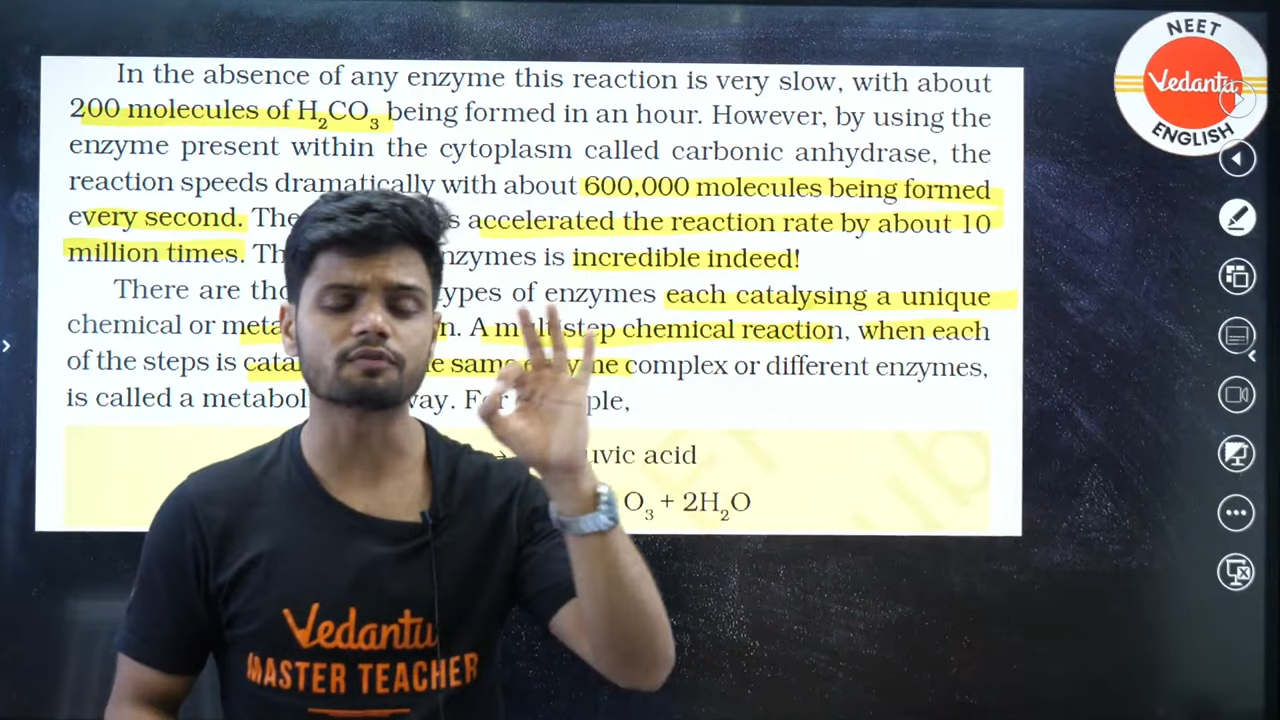 NEET
Vedantu
ENGLISH
In the absence of any enzyme this reaction is very slow, with about
200 molecules of H₂CO₃ being formed in an hour. However, by using the
enzyme present within the cytoplasm called carbonic anhydrase, the
reaction speeds dramatically with about 600,000 molecules being formed
every second. The s accelerated the reaction rate by about 10
million times. Th nzymes is incredible indeed!
There are tho types of enzymes each catalysing a unique
chemical or meta n. A multistep chemical reaction, when each
of the steps is cata e same enzyme complex or different enzymes,
is called a metabol way. For ple,
→ uvic acid
O₃ + 2H₂O
Vedantu
MASTER TEACHER